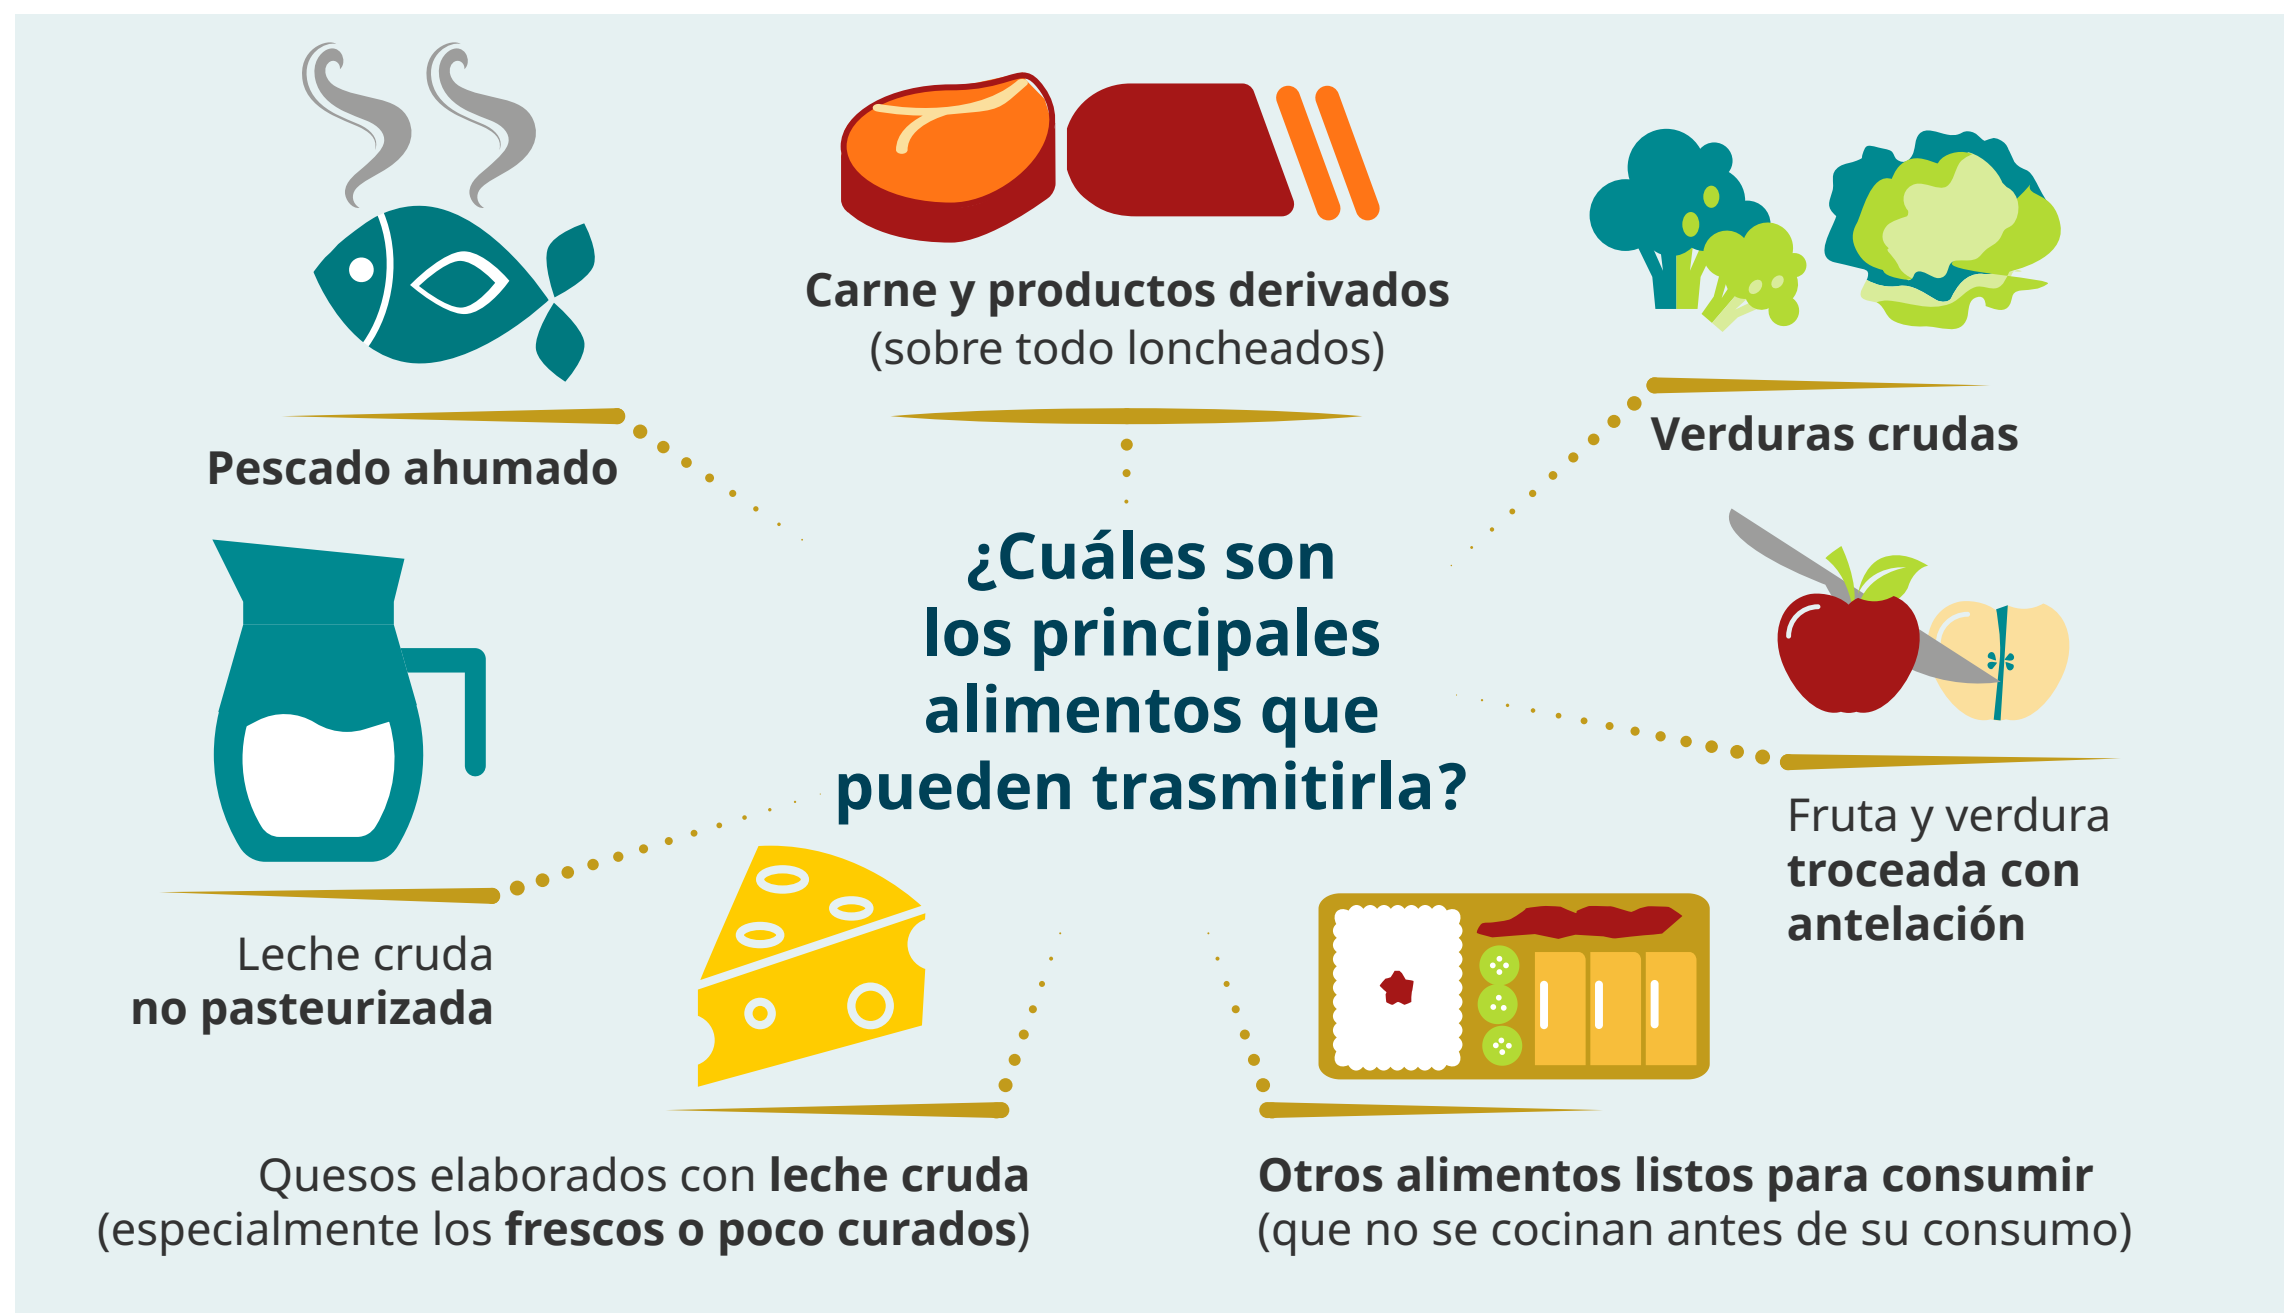 ¿Cuáles son
los principales
alimentos que
pueden trasmitirla?
Pescado ahumado
Carne y productos derivados
(sobre todo loncheados)
Verduras crudas
Fruta y verdura
troceada con
antelación
Leche cruda
no pasteurizada
Quesos elaborados con leche cruda
(especialmente los frescos o poco curados)
Otros alimentos listos para consumir
(que no se cocinan antes de su consumo)